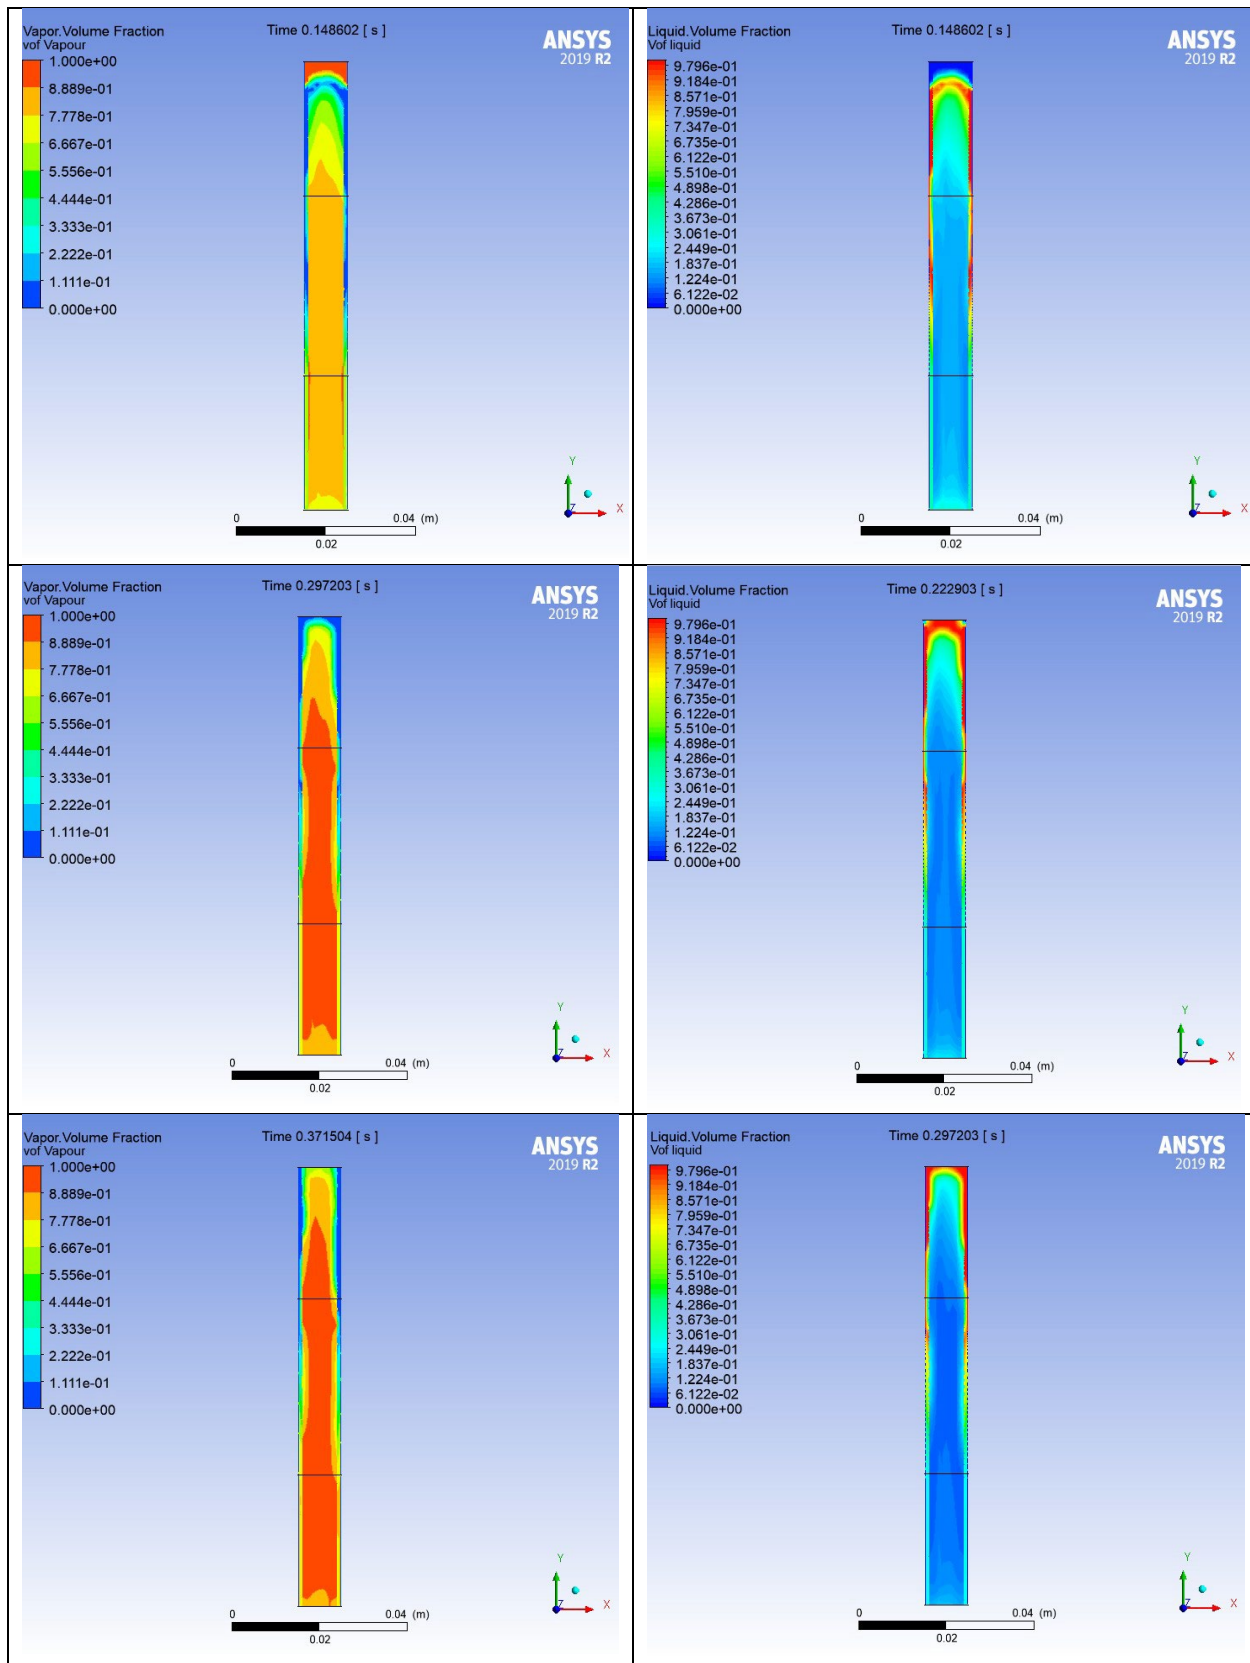 Vapor.Volume Fraction
vof Vapour
Time 0.148602 [ s ]
ANSYS
2019 R2
1.000e+00
8.889e-01
7.778e-01
6.667e-01
5.556e-01
4.444e-01
3.333e-01
2.222e-01
1.111e-01
0.000e+00
Y
X
Z
0
0.04 (m)
0.02
Liquid.Volume Fraction
Vof liquid
Time 0.148602 [ s ]
ANSYS
2019 R2
9.796e-01
9.184e-01
8.571e-01
7.959e-01
7.347e-01
6.735e-01
6.122e-01
5.510e-01
4.898e-01
4.286e-01
3.673e-01
3.061e-01
2.449e-01
1.837e-01
1.224e-01
6.122e-02
0.000e+00
Y
X
Z
0
0.04 (m)
0.02
Vapor.Volume Fraction
vof Vapour
Time 0.297203 [ s ]
ANSYS
2019 R2
1.000e+00
8.889e-01
7.778e-01
6.667e-01
5.556e-01
4.444e-01
3.333e-01
2.222e-01
1.111e-01
0.000e+00
Y
X
Z
0
0.04 (m)
0.02
Liquid.Volume Fraction
Vof liquid
Time 0.222903 [ s ]
ANSYS
2019 R2
9.796e-01
9.184e-01
8.571e-01
7.959e-01
7.347e-01
6.735e-01
6.122e-01
5.510e-01
4.898e-01
4.286e-01
3.673e-01
3.061e-01
2.449e-01
1.837e-01
1.224e-01
6.122e-02
0.000e+00
Y
X
Z
0
0.04 (m)
0.02
Vapor.Volume Fraction
vof Vapour
Time 0.371504 [ s ]
ANSYS
2019 R2
1.000e+00
8.889e-01
7.778e-01
6.667e-01
5.556e-01
4.444e-01
3.333e-01
2.222e-01
1.111e-01
0.000e+00
Y
X
Z
0
0.04 (m)
0.02
Liquid.Volume Fraction
Vof liquid
Time 0.297203 [ s ]
ANSYS
2019 R2
9.796e-01
9.184e-01
8.571e-01
7.959e-01
7.347e-01
6.735e-01
6.122e-01
5.510e-01
4.898e-01
4.286e-01
3.673e-01
3.061e-01
2.449e-01
1.837e-01
1.224e-01
6.122e-02
0.000e+00
Y
X
Z
0
0.04 (m)
0.02